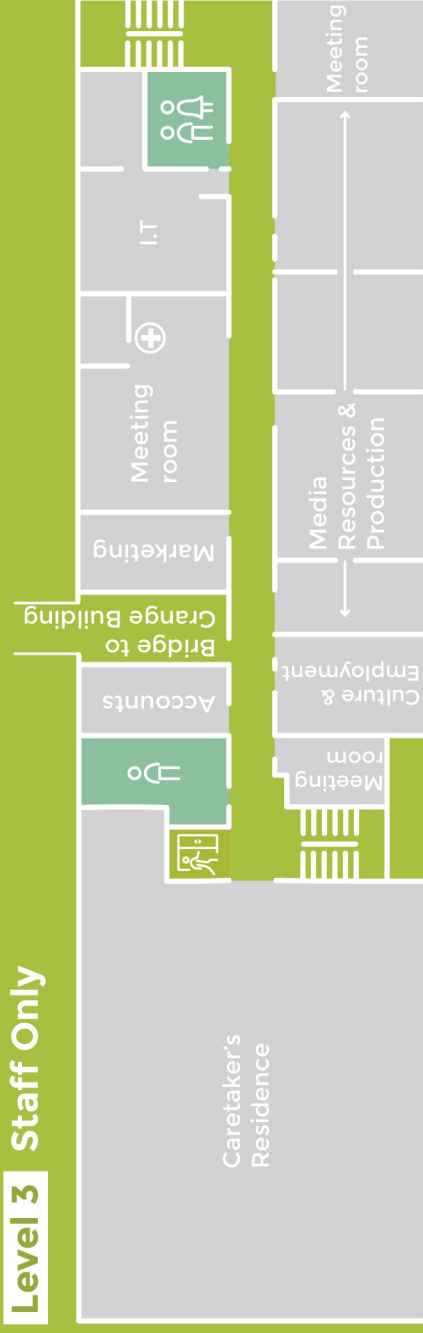 Level 3 Staff Only
Caretaker's
Residence
Accounts
Bridge to
Grange Building
Marketing
Meeting
room
I.T
Meeting
room
Culture &
Employment
Media
Resources &
Production
Meeting
room